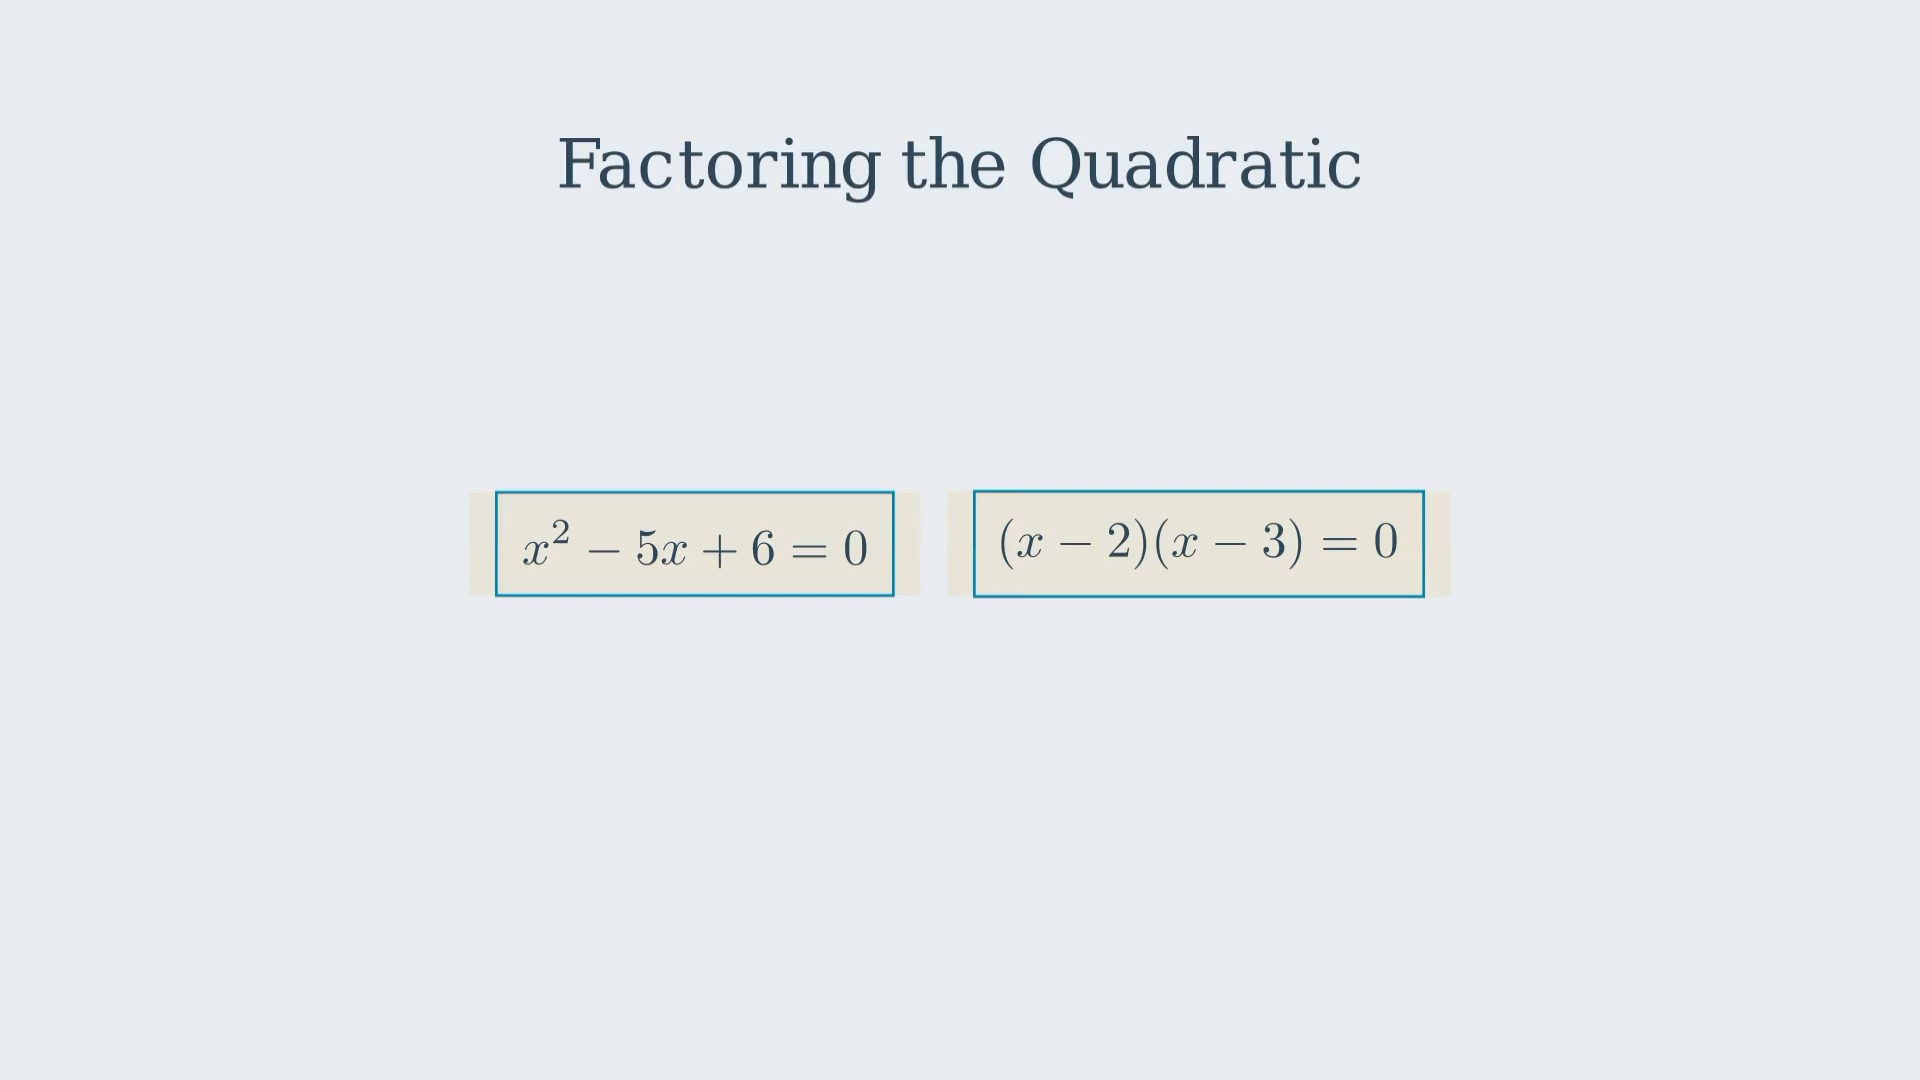 Factoring the Quadratic
x² − 5x + 6 = 0
(x − 2)(x − 3) = 0